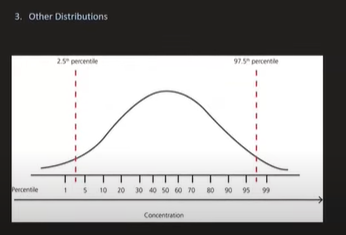 3. Other Distributions
2.5th percentile
97.5th percentile
Percentile 1 5 10 20 30 40 50 60 70 80 90 95 99
Concentration